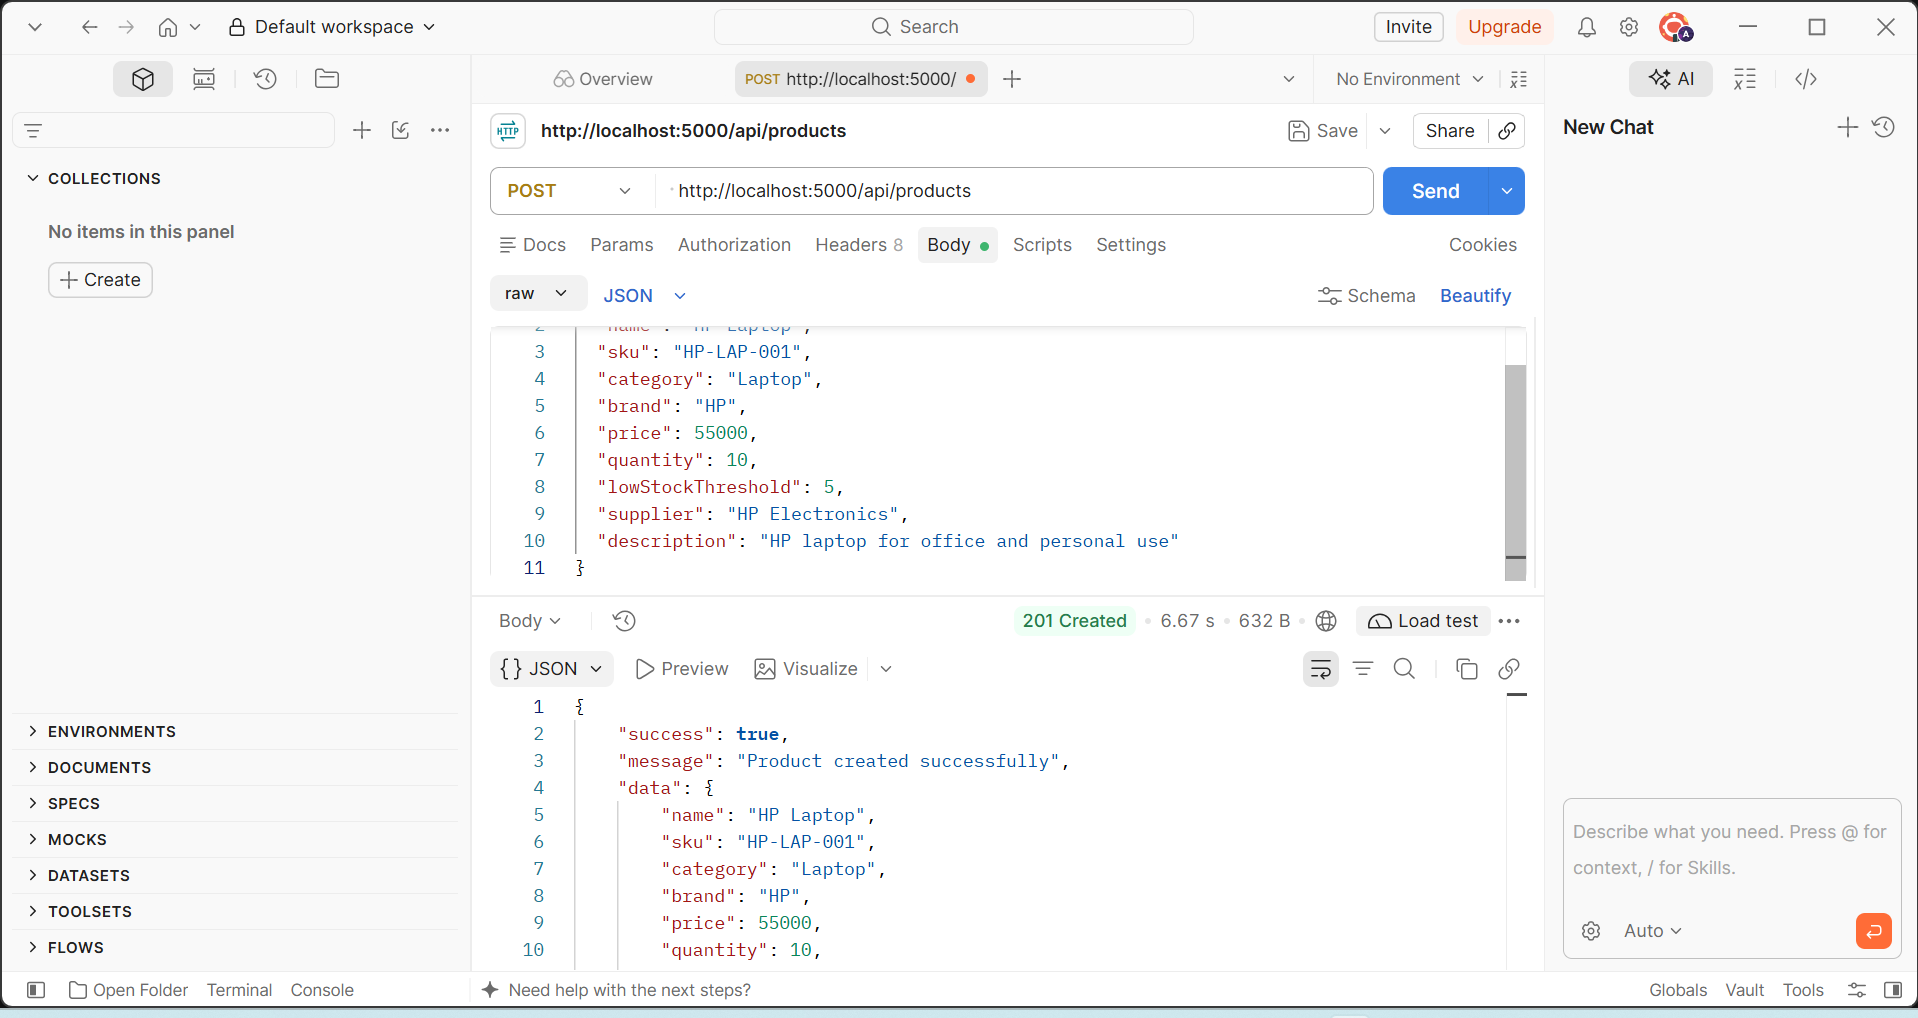 Default workspace
Search
Invite
Upgrade
A
Overview
POST http://localhost:5000/
No Environment
AI
HTTP
http://localhost:5000/api/products
Save
Share
New Chat
COLLECTIONS
No items in this panel
Create
POST
http://localhost:5000/api/products
Send
Docs
Params
Authorization
Headers 8
Body
Scripts
Settings
Cookies
raw
JSON
Schema
Beautify
2 "name": "HP Laptop",
3 "sku": "HP-LAP-001",
4 "category": "Laptop",
5 "brand": "HP",
6 "price": 55000,
7 "quantity": 10,
8 "lowStockThreshold": 5,
9 "supplier": "HP Electronics",
10 "description": "HP laptop for office and personal use"
11 }
Body
201 Created • 6.67 s • 632 B
Load test
{} JSON
Preview
Visualize
1 {
2 "success": true,
3 "message": "Product created successfully",
4 "data": {
5 "name": "HP Laptop",
6 "sku": "HP-LAP-001",
7 "category": "Laptop",
8 "brand": "HP",
9 "price": 55000,
10 "quantity": 10,
ENVIRONMENTS
DOCUMENTS
SPECS
MOCKS
DATASETS
TOOLSETS
FLOWS
Describe what you need. Press @ for
context, / for Skills.
Auto
Open Folder
Terminal
Console
Need help with the next steps?
Globals
Vault
Tools